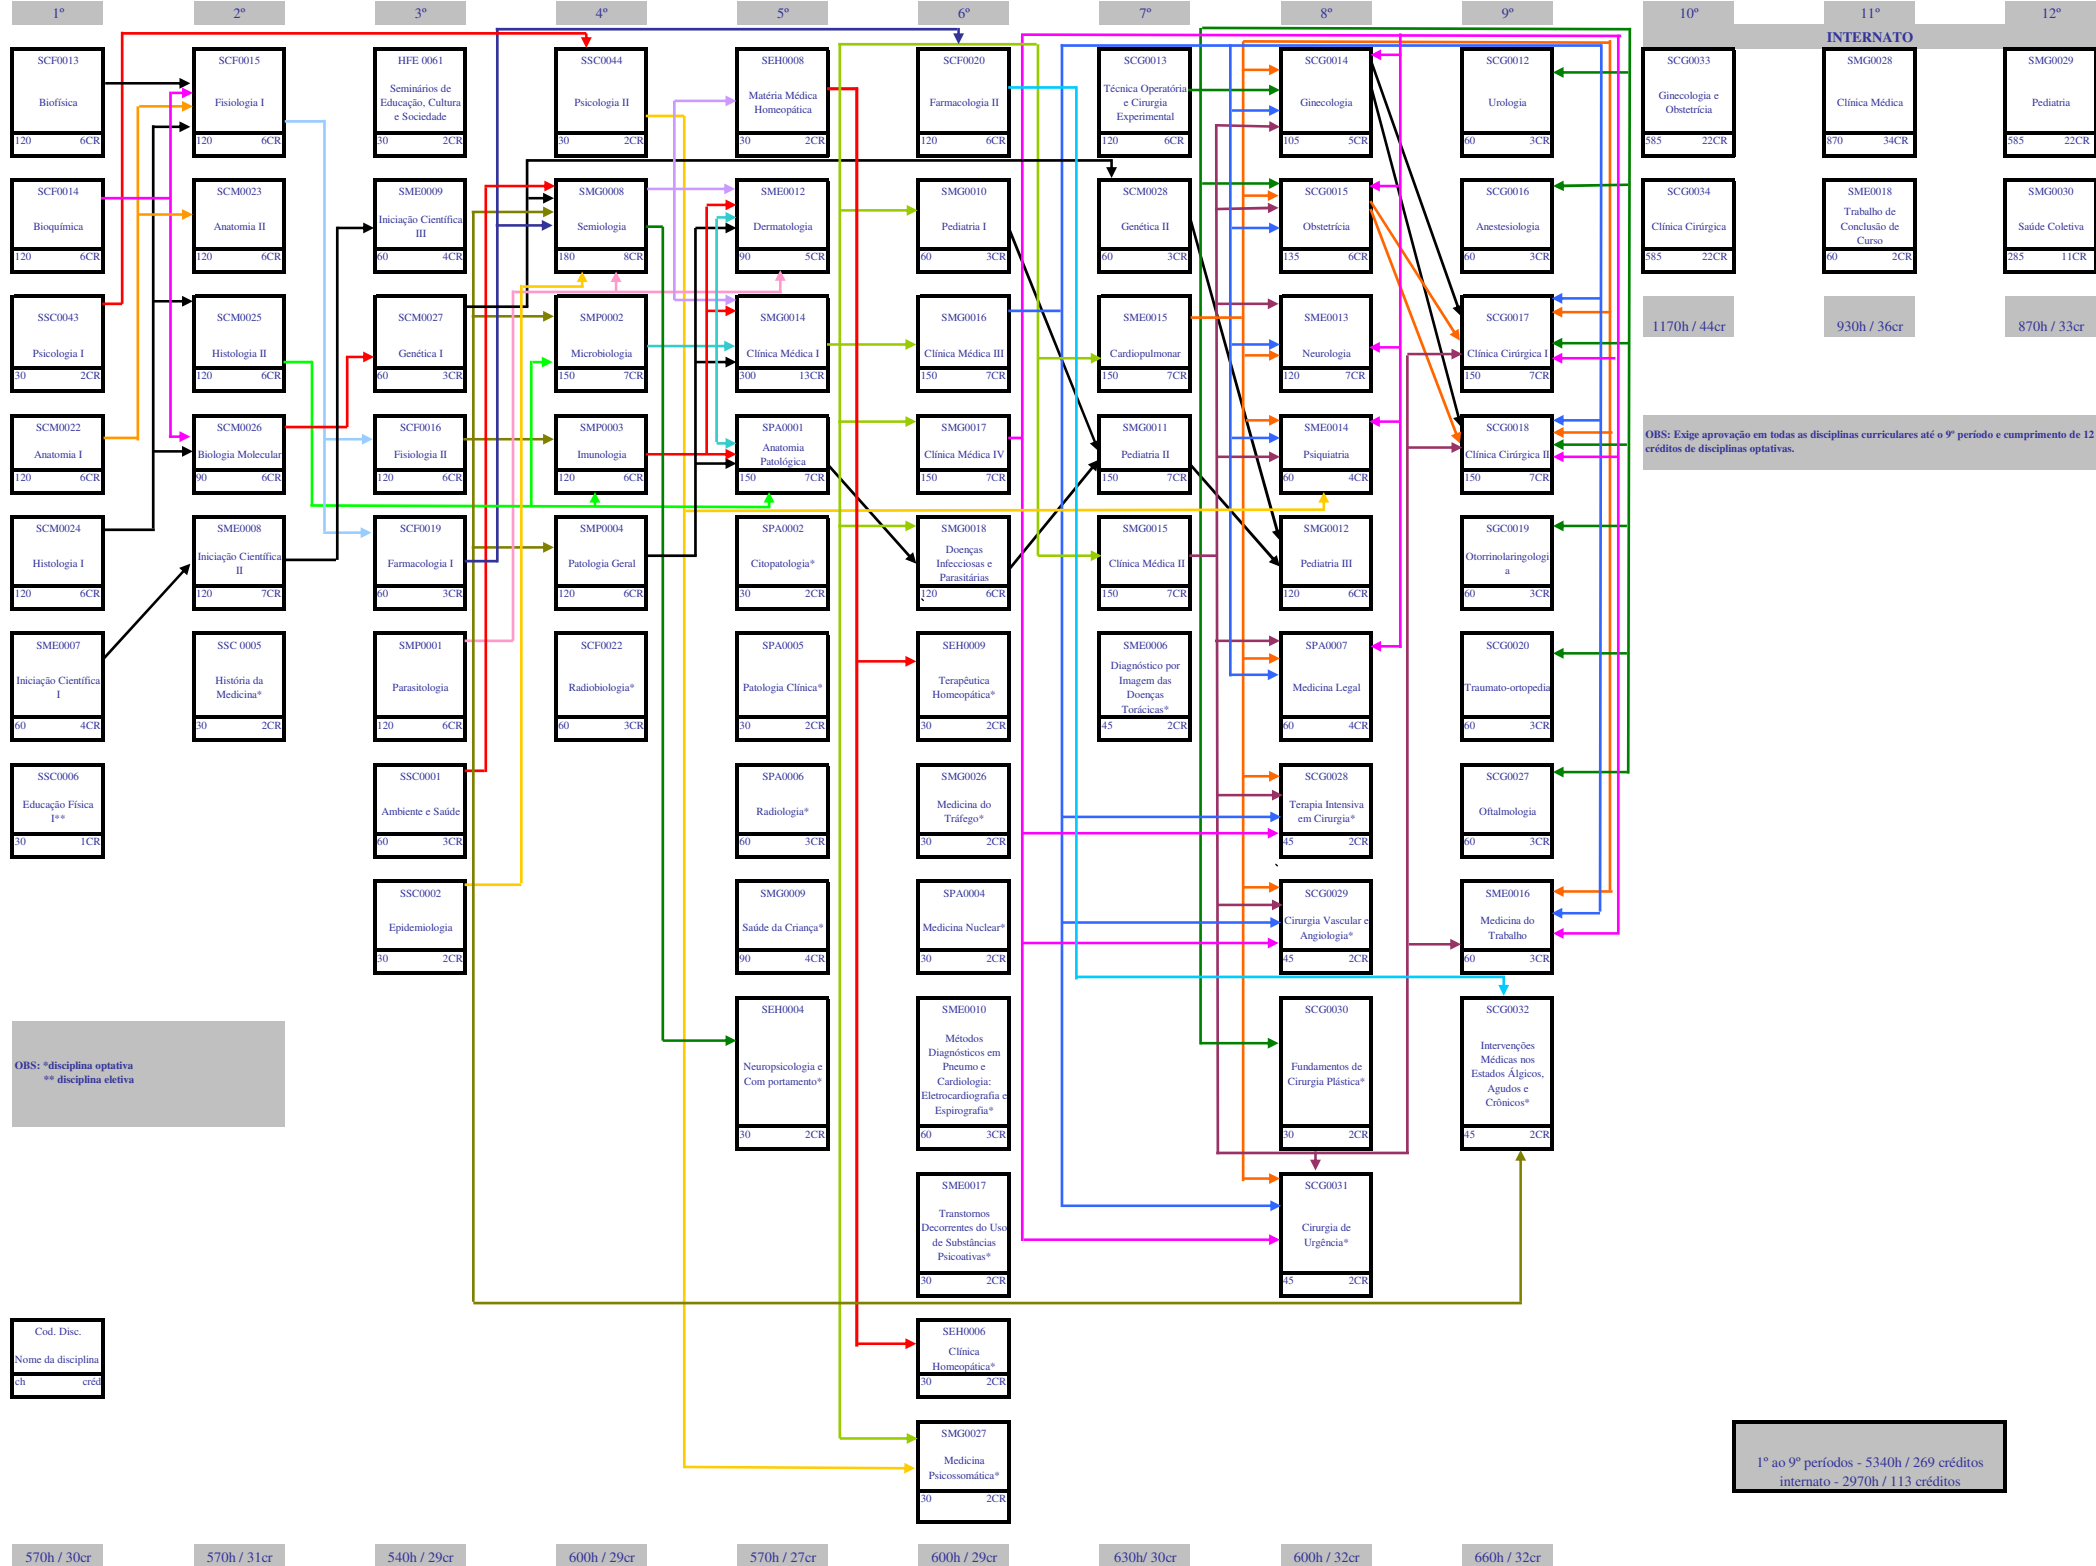 1º
2º
3º
4º
5º
6º
7º
8º
9º
10º
11º
12º
INTERNATO
SCF0013
Biofísica
120 6CR
SCF0014
Bioquímica
120 6CR
SSC0043
Psicologia I
30 2CR
SCM0022
Anatomia I
120 6CR
SCM0024
Histologia I
120 6CR
SME0007
Iniciação Científica
I
60 4CR
SSC0006
Educação Física
I**
30 1CR
OBS: *disciplina optativa
** disciplina eletiva
Cod. Disc.
Nome da disciplina
ch créd
570h / 30cr
SCF0015
Fisiologia I
120 6CR
SCM0023
Anatomia II
120 6CR
SCM0025
Histologia II
120 6CR
SCM0026
Biologia Molecular
90 6CR
SME0008
Iniciação Científica
II
120 7CR
SSC 0005
História da
Medicina*
30 2CR
570h / 31cr
HFE 0061
Seminários de
Educação, Cultura
e Sociedade
30 2CR
SME0009
Iniciação Científica
III
60 4CR
SCM0027
Genética I
60 3CR
SCF0016
Fisiologia II
120 6CR
SCF0019
Farmacologia I
60 3CR
SMP0001
Parasitologia
120 6CR
SSC0001
Ambiente e Saúde
60 3CR
SSC0002
Epidemiologia
30 2CR
540h / 29cr
SSC0044
Psicologia II
30 2CR
SMG0008
Semiologia
180 8CR
SMP0002
Microbiologia
150 7CR
SMP0003
Imunologia
120 6CR
SMP0004
Patologia Geral
120 6CR
SCF0022
Radiobiologia*
60 3CR
600h / 29cr
SEH0008
Matéria Médica
Homeopática
30 2CR
SME0012
Dermatologia
90 5CR
SMG0014
Clínica Médica I
300 13CR
SPA0001
Anatomia
Patológica
150 7CR
SPA0002
Citopatologia*
30 2CR
SPA0005
Patologia Clínica*
30 2CR
SPA0006
Radiologia*
60 3CR
SMG0009
Saúde da Criança*
90 4CR
SEH0004
Neuropsicologia e
Com portamento*
30 2CR
570h / 27cr
SCF0020
Farmacologia II
120 6CR
SMG0010
Pediatria I
60 3CR
SMG0016
Clínica Médica III
150 7CR
SMG0017
Clínica Médica IV
150 7CR
SMG0018
Doenças
Infecciosas e
Parasitárias
120 6CR
SEH0009
Terapêutica
Homeopática*
30 2CR
SMG0026
Medicina do
Tráfego*
30 2CR
SPA0004
Medicina Nuclear*
30 2CR
SME0010
Métodos
Diagnósticos em
Pneumo e
Cardiologia:
Eletrocardiografia e
Espirografia*
60 3CR
SME0017
Transtornos
Decorrentes do Uso
de Substâncias
Psicoativas*
30 2CR
SEH0006
Clínica
Homeopática*
30 2CR
SMG0027
Medicina
Psicossomática*
30 2CR
600h / 29cr
SCG0013
Técnica Operatória
e Cirurgia
Experimental
120 6CR
SCM0028
Genética II
60 3CR
SME0015
Cardiopulmonar
150 7CR
SMG0011
Pediatria II
150 7CR
SMG0015
Clínica Médica II
150 7CR
SME0006
Diagnóstico por
Imagem das
Doenças
Torácicas*
45 2CR
630h/ 30cr
SCG0014
Ginecologia
105 5CR
SCG0015
Obstetrícia
135 6CR
SME0013
Neurologia
120 7CR
SME0014
Psiquiatria
60 4CR
SMG0012
Pediatria III
120 6CR
SPA0007
Medicina Legal
60 4CR
SCG0028
Terapia Intensiva
em Cirurgia*
45 2CR
SCG0029
Cirurgia Vascular e
Angiologia*
45 2CR
SCG0030
Fundamentos de
Cirurgia Plástica*
30 2CR
SCG0031
Cirurgia de
Urgência*
45 2CR
600h / 32cr
SCG0012
Urologia
60 3CR
SCG0016
Anestesiologia
60 3CR
SCG0017
Clínica Cirúrgica I
150 7CR
SCG0018
Clínica Cirúrgica II
150 7CR
SGC0019
Otorrinolaringologi
a
60 3CR
SCG0020
Traumato-ortopedia
60 3CR
SCG0027
Oftalmologia
60 3CR
SME0016
Medicina do
Trabalho
60 3CR
SCG0032
Intervenções
Médicas nos
Estados Álgicos,
Agudos e
Crônicos*
45 2CR
660h / 32cr
SCG0033
Ginecologia e
Obstetrícia
585 22CR
SCG0034
Clínica Cirúrgica
585 22CR
1170h / 44cr
SMG0028
Clínica Médica
870 34CR
SME0018
Trabalho de
Conclusão de
Curso
60 2CR
930h / 36cr
SMG0029
Pediatria
585 22CR
SMG0030
Saúde Coletiva
285 11CR
870h / 33cr
OBS: Exige aprovação em todas as disciplinas curriculares até o 9º período e cumprimento de 12
créditos de disciplinas optativas.
1º ao 9º períodos - 5340h / 269 créditos
internato - 2970h / 113 créditos